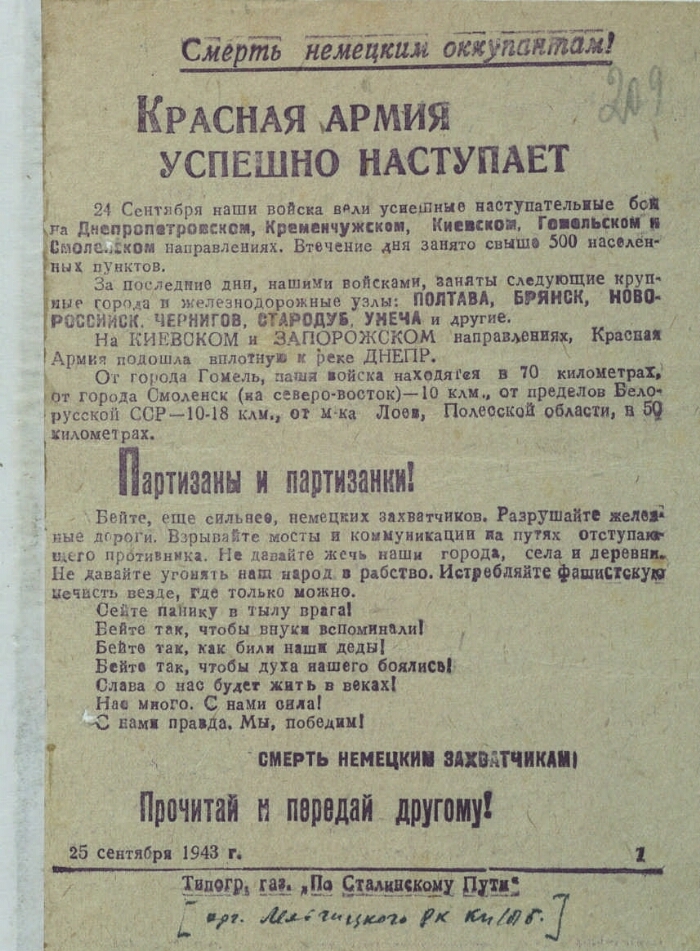 Смерть немецким оккупантам!
209
КРАСНАЯ АРМИЯ
УСПЕШНО НАСТУПАЕТ
24 Сентября наши войска вели успешные наступательные бои
на Днепропетровском, Кременчужском, Киевском, Гомельском и
Смоленском направлениях. Втечение дня занято свыше 500 населен-
ных пунктов.
За последние дни, нашими войсками, заняты следующие круп-
ные города и железнодорожные узлы: ПОЛТАВА, БРЯНСК, НОВО-
РОССИЙСК. ЧЕРНИГОВ, СТАРОДУБ, УНЕЧА и другие.
На КИЕВСКОМ и ЗАПОРОЖСКОМ направлениях, Красная
Армия подошла вплотную к реке ДНЕПР.
От города Гомель, наши войска находятся в 70 километрах,
от города Смоленск (на северо-восток)—10 клм., от пределов Бело-
русской ССР—10-18 клм., от м-ка Лоев, Полесской области, в 50
километрах.
Партизаны и партизанки!
Бейте, еще сильнее, немецких захватчиков. Разрушайте желез-
ные дороги. Взрывайте мосты и коммуникации на путях отступаю-
щего противника. Не давайте жечь наши города, села и деревни.
Не давайте угонять наш народ в рабство. Истребляйте фашистскую
нечисть везде, где только можно.
Сейте панику в тылу врага!
Бейте так, чтобы внуки вспоминали!
Бейте так, как били наши деды!
Бейте так, чтобы духа нашего боялись!
Слава о нас будет жить в веках!
Нас много. С нами сила!
С нами правда. Мы, победим!
СМЕРТЬ НЕМЕЦКИМ ЗАХВАТЧИКАМ!
Прочитай и передай другому!
25 сентября 1943 г. 1
Типогр, газ. „По Сталинскому Пути“
[орг. РК КП/б/Б.]